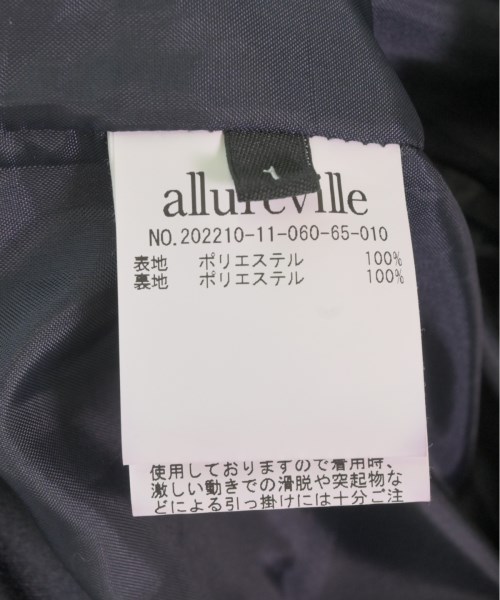 1
allureville
NO.202210-11-060-65-010
表地 ポリエステル 100%
裏地 ポリエステル 100%
使用しておりますので着用時、
激しい動きでの滑脱や突起物な
どによる引っ掛けには十分ご注